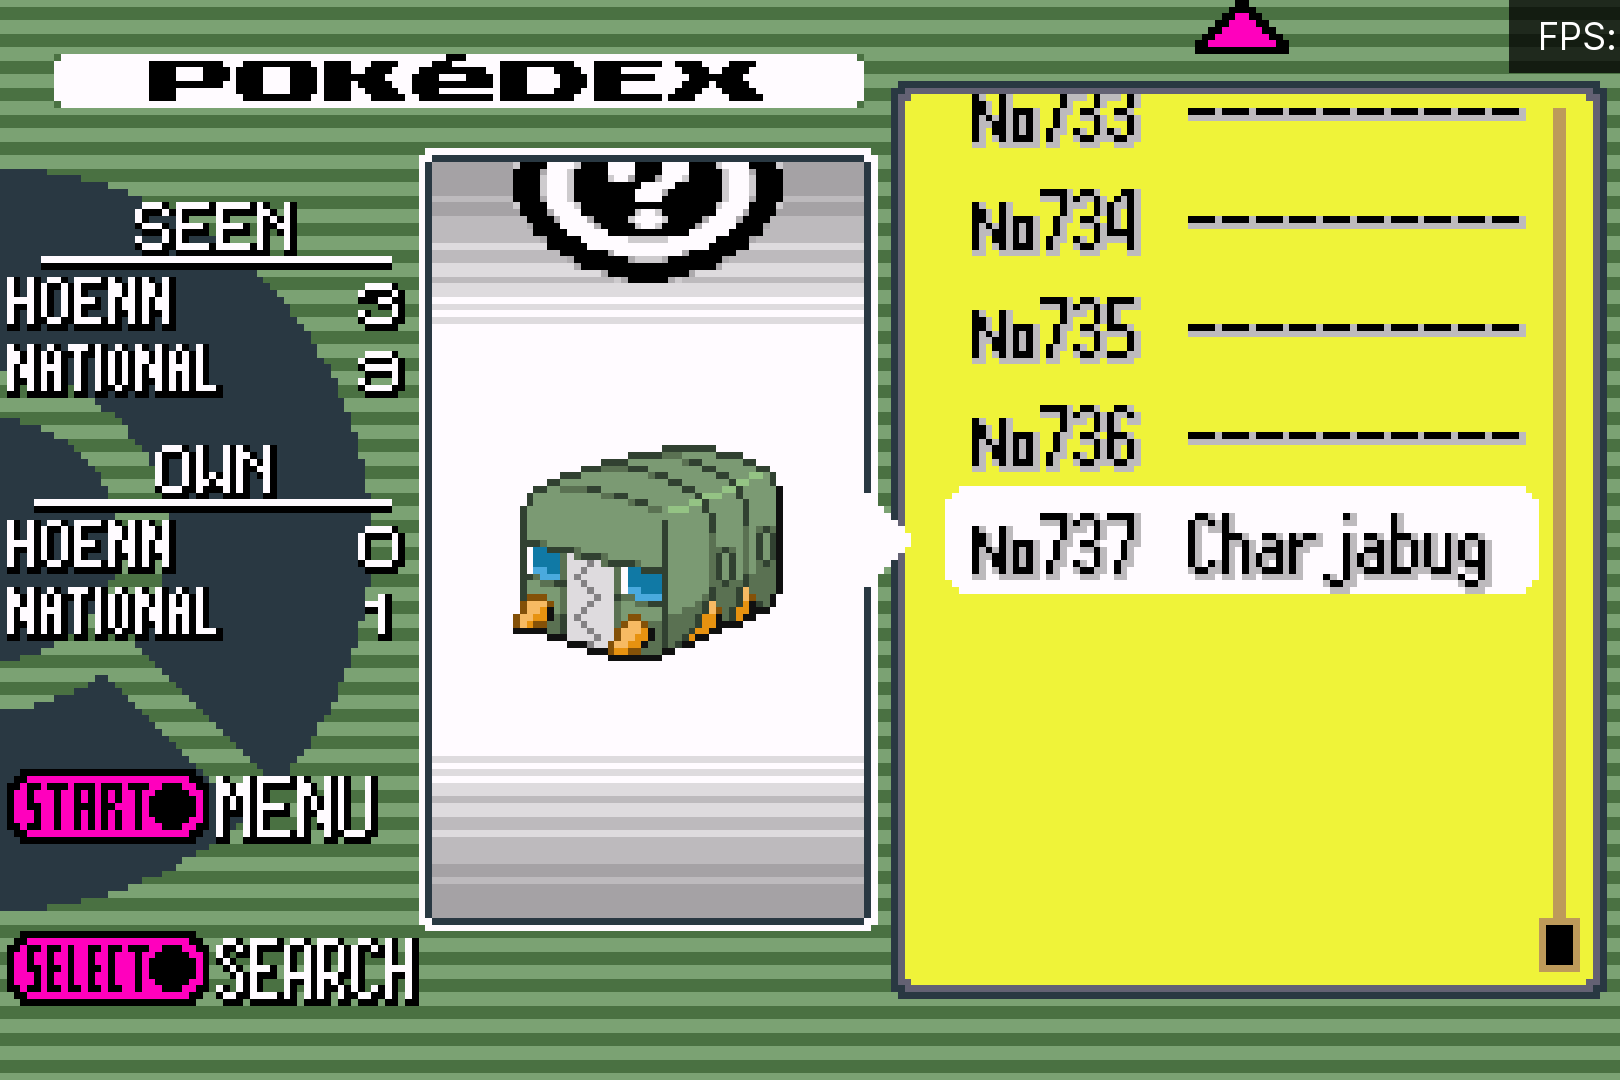 POKéDEX
FPS:
SEEN
HOENN 3
NATIONAL 8
OWN
HOENN 0
NATIONAL 1
START MENU
SELECT SEARCH
No733 ----------
No734 ----------
No735 ----------
No736 ----------
No737 Charjabug